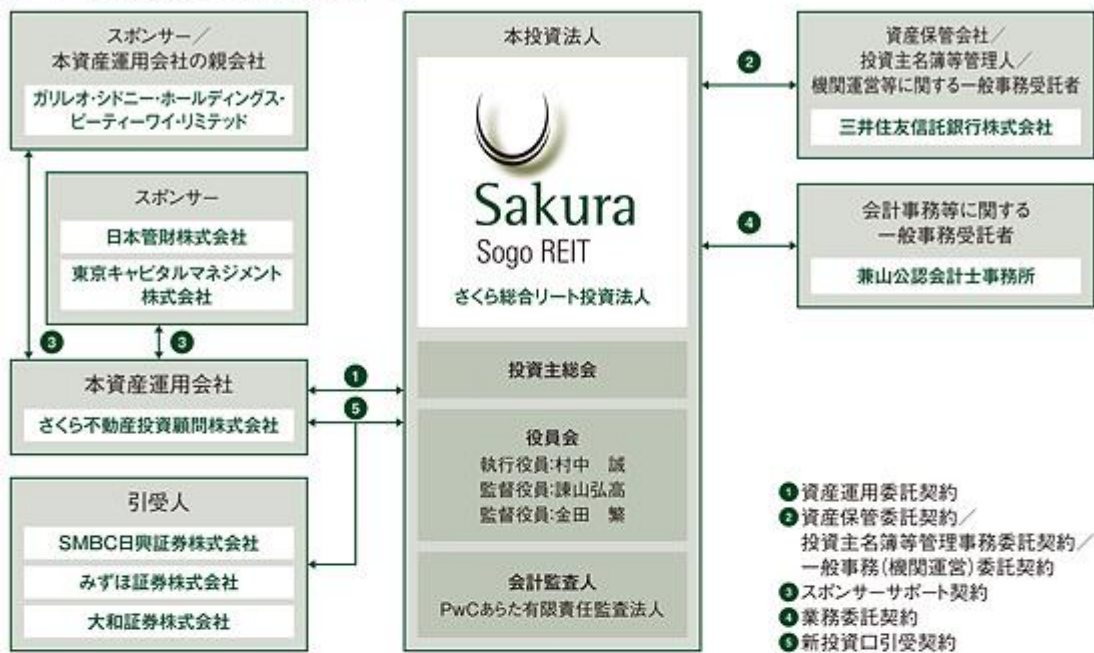 スポンサー／
本資産運用会社の親会社
ガリレオ・シドニー・ホールディングス・
ピーティーワイ・リミテッド
スポンサー
日本管財株式会社
東京キャピタルマネジメント
株式会社
3
3
本資産運用会社
さくら不動産投資顧問株式会社
引受人
SMBC日興証券株式会社
みずほ証券株式会社
大和証券株式会社
1
5
本投資法人
Sakura
Sogo REIT
さくら総合リート投資法人
投資主総会
役員会
執行役員:村中 誠
監督役員:諫山弘高
監督役員:金田 繁
会計監査人
PwCあらた有限責任監査法人
2
資産保管会社／
投資主名簿等管理人／
機関運営等に関する一般事務受託者
三井住友信託銀行株式会社
4
会計事務等に関する
一般事務受託者
兼山公認会計士事務所
1 資産運用委託契約
2 資産保管委託契約／
投資主名簿等管理事務委託契約／
一般事務(機関運営)委託契約
3 スポンサーサポート契約
4 業務委託契約
5 新投資口引受契約